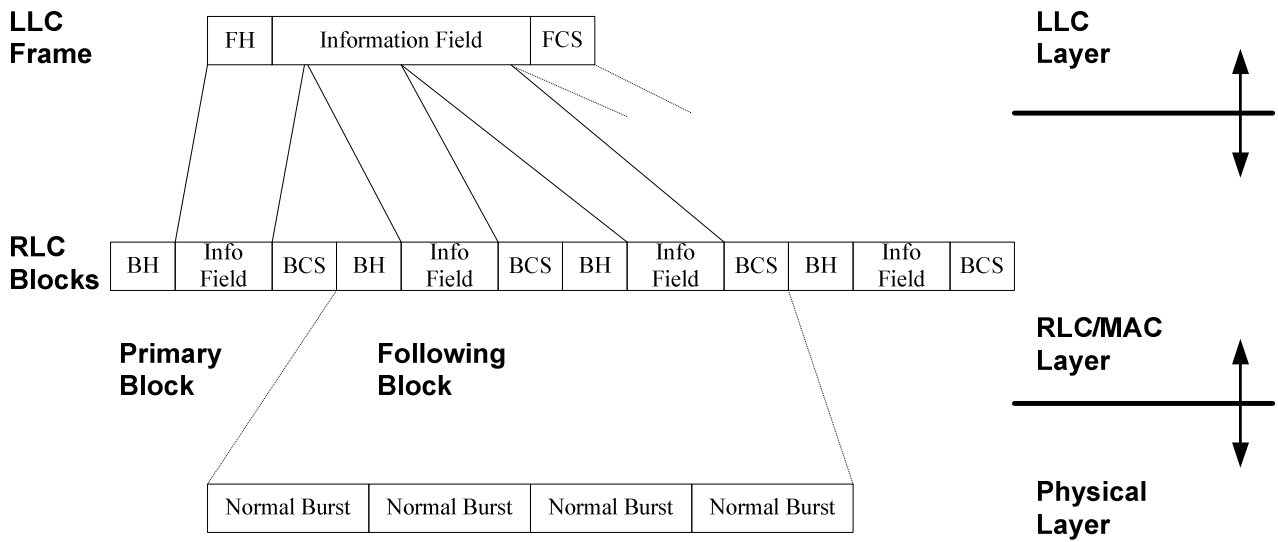 LLC
Frame
FH Information Field FCS
LLC
Layer
RLC
Blocks
BH Info
Field BCS BH Info
Field BCS BH Info
Field BCS BH Info
Field BCS
Primary
Block
Following
Block
RLC/MAC
Layer
Normal Burst Normal Burst Normal Burst Normal Burst
Physical
Layer